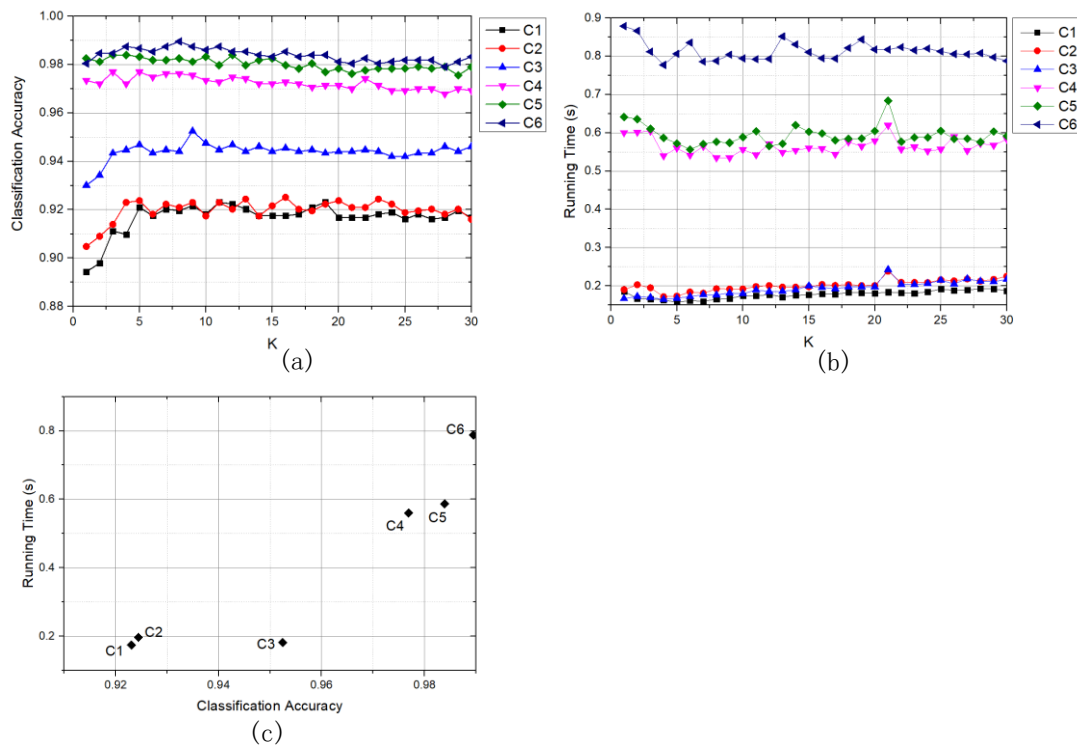 1.00
0.98
0.96
0.94
0.92
0.90
0.88
Classification Accuracy
0 5 10 15 20 25 30
K
C1
C2
C3
C4
C5
C6
(a)
0.9
0.8
0.7
0.6
0.5
0.4
0.3
0.2
Running Time (s)
0 5 10 15 20 25 30
K
C1
C2
C3
C4
C5
C6
(b)
0.8
0.6
0.4
0.2
Running Time (s)
C6
C4 C5
C1 C2 C3
0.92 0.94 0.96 0.98
Classification Accuracy
(c)